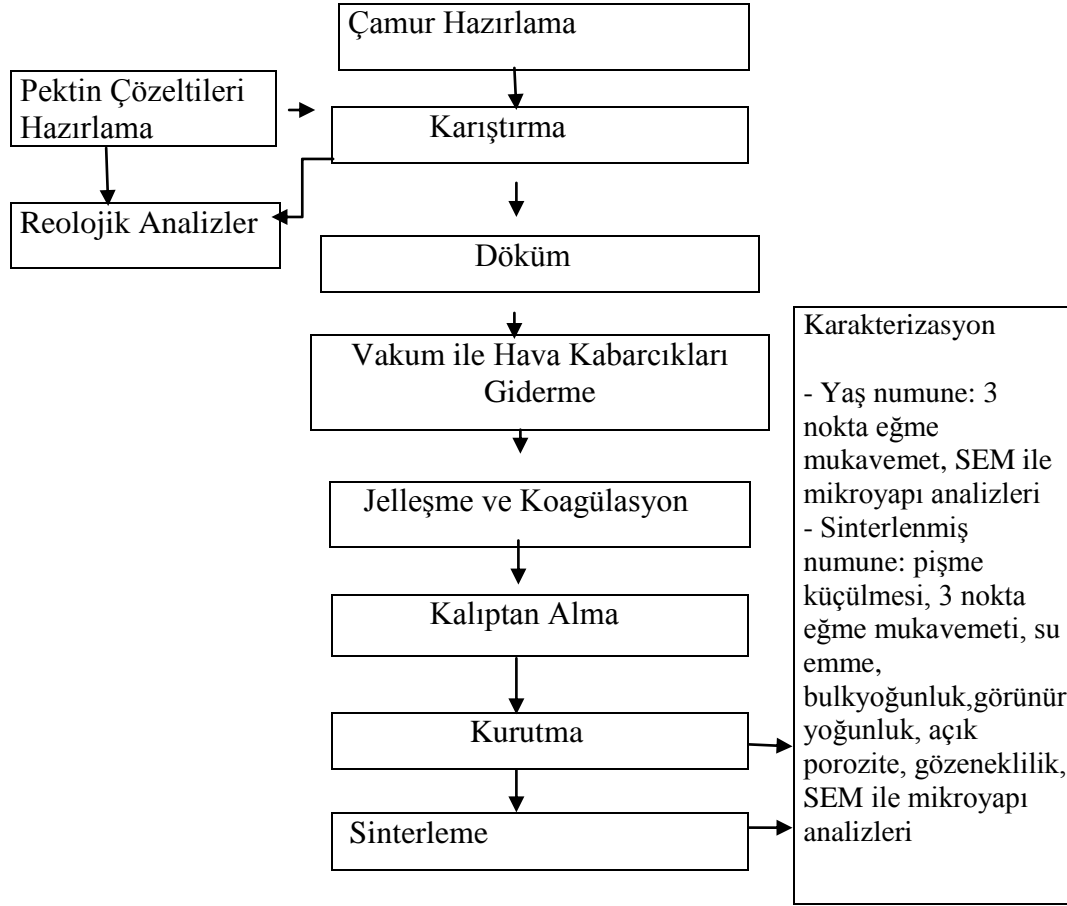 Çamur Hazırlama
Pektin Çözeltileri
Hazırlama
Karıştırma
Reolojik Analizler
Döküm
Vakum ile Hava Kabarcıkları
Giderme
Jelleşme ve Koagülasyon
Kalıptan Alma
Kurutma
Sinterleme
Karakterizasyon
- Yaş numune: 3
nokta eğme
mukavemet, SEM ile
mikroyapı analizleri
- Sinterlenmiş
numune: pişme
küçülmesi, 3 nokta
eğme mukavemeti, su
emme,
bulkyoğunluk,görünür
yoğunluk, açık
porozite, gözeneklilik,
SEM ile mikroyapı
analizleri